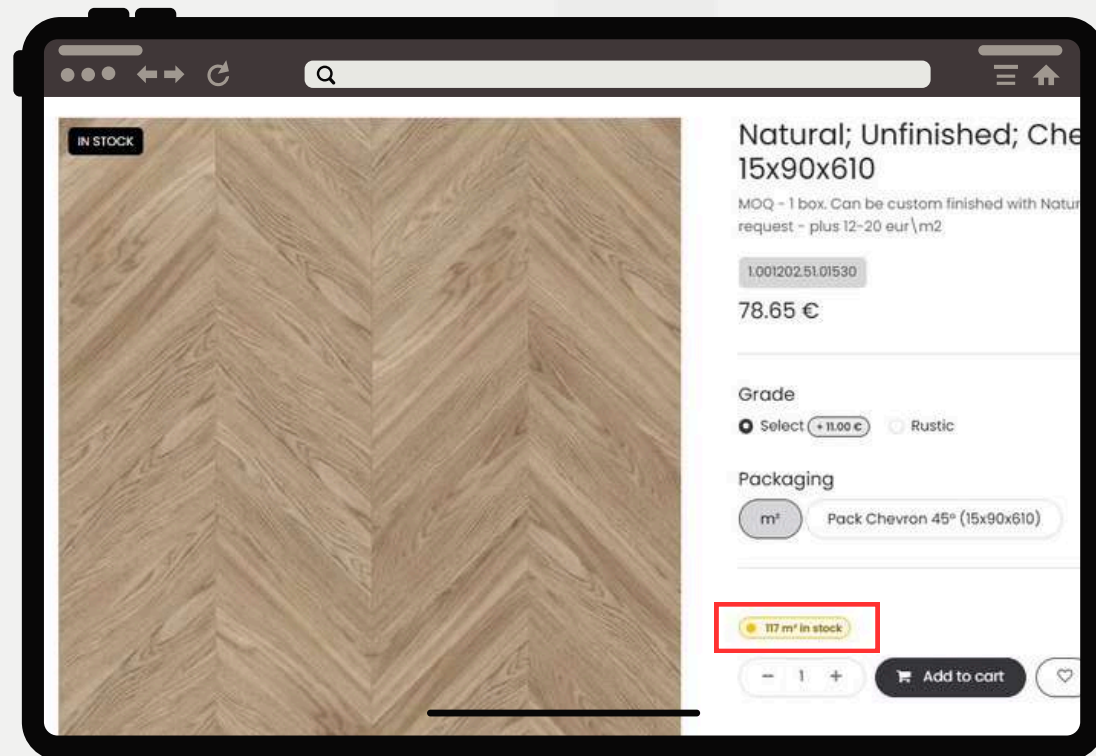 IN STOCK
Natural; Unfinished; Che
15x90x610
MOQ - 1 box. Can be custom finished with Natur
request - plus 12-20 eur\m2
1.001202.51.01530
78.65 €
Grade
Select + 11.00 € Rustic
Packaging
m² Pack Chevron 45° (15x90x610)
117 m² in stock
− 1 + Add to cart